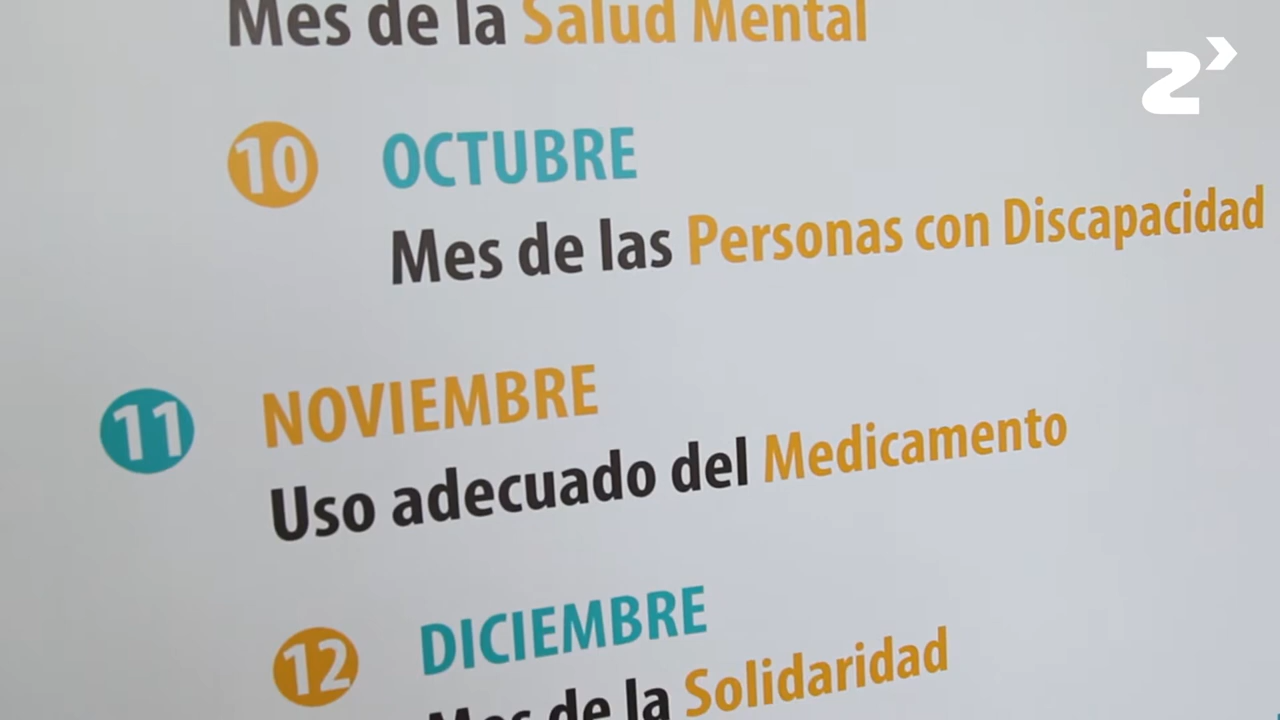 Mes de la Salud Mental
10 OCTUBRE
Mes de las Personas con Discapacidad
11 NOVIEMBRE
Uso adecuado del Medicamento
12 DICIEMBRE
Mes de la Solidaridad